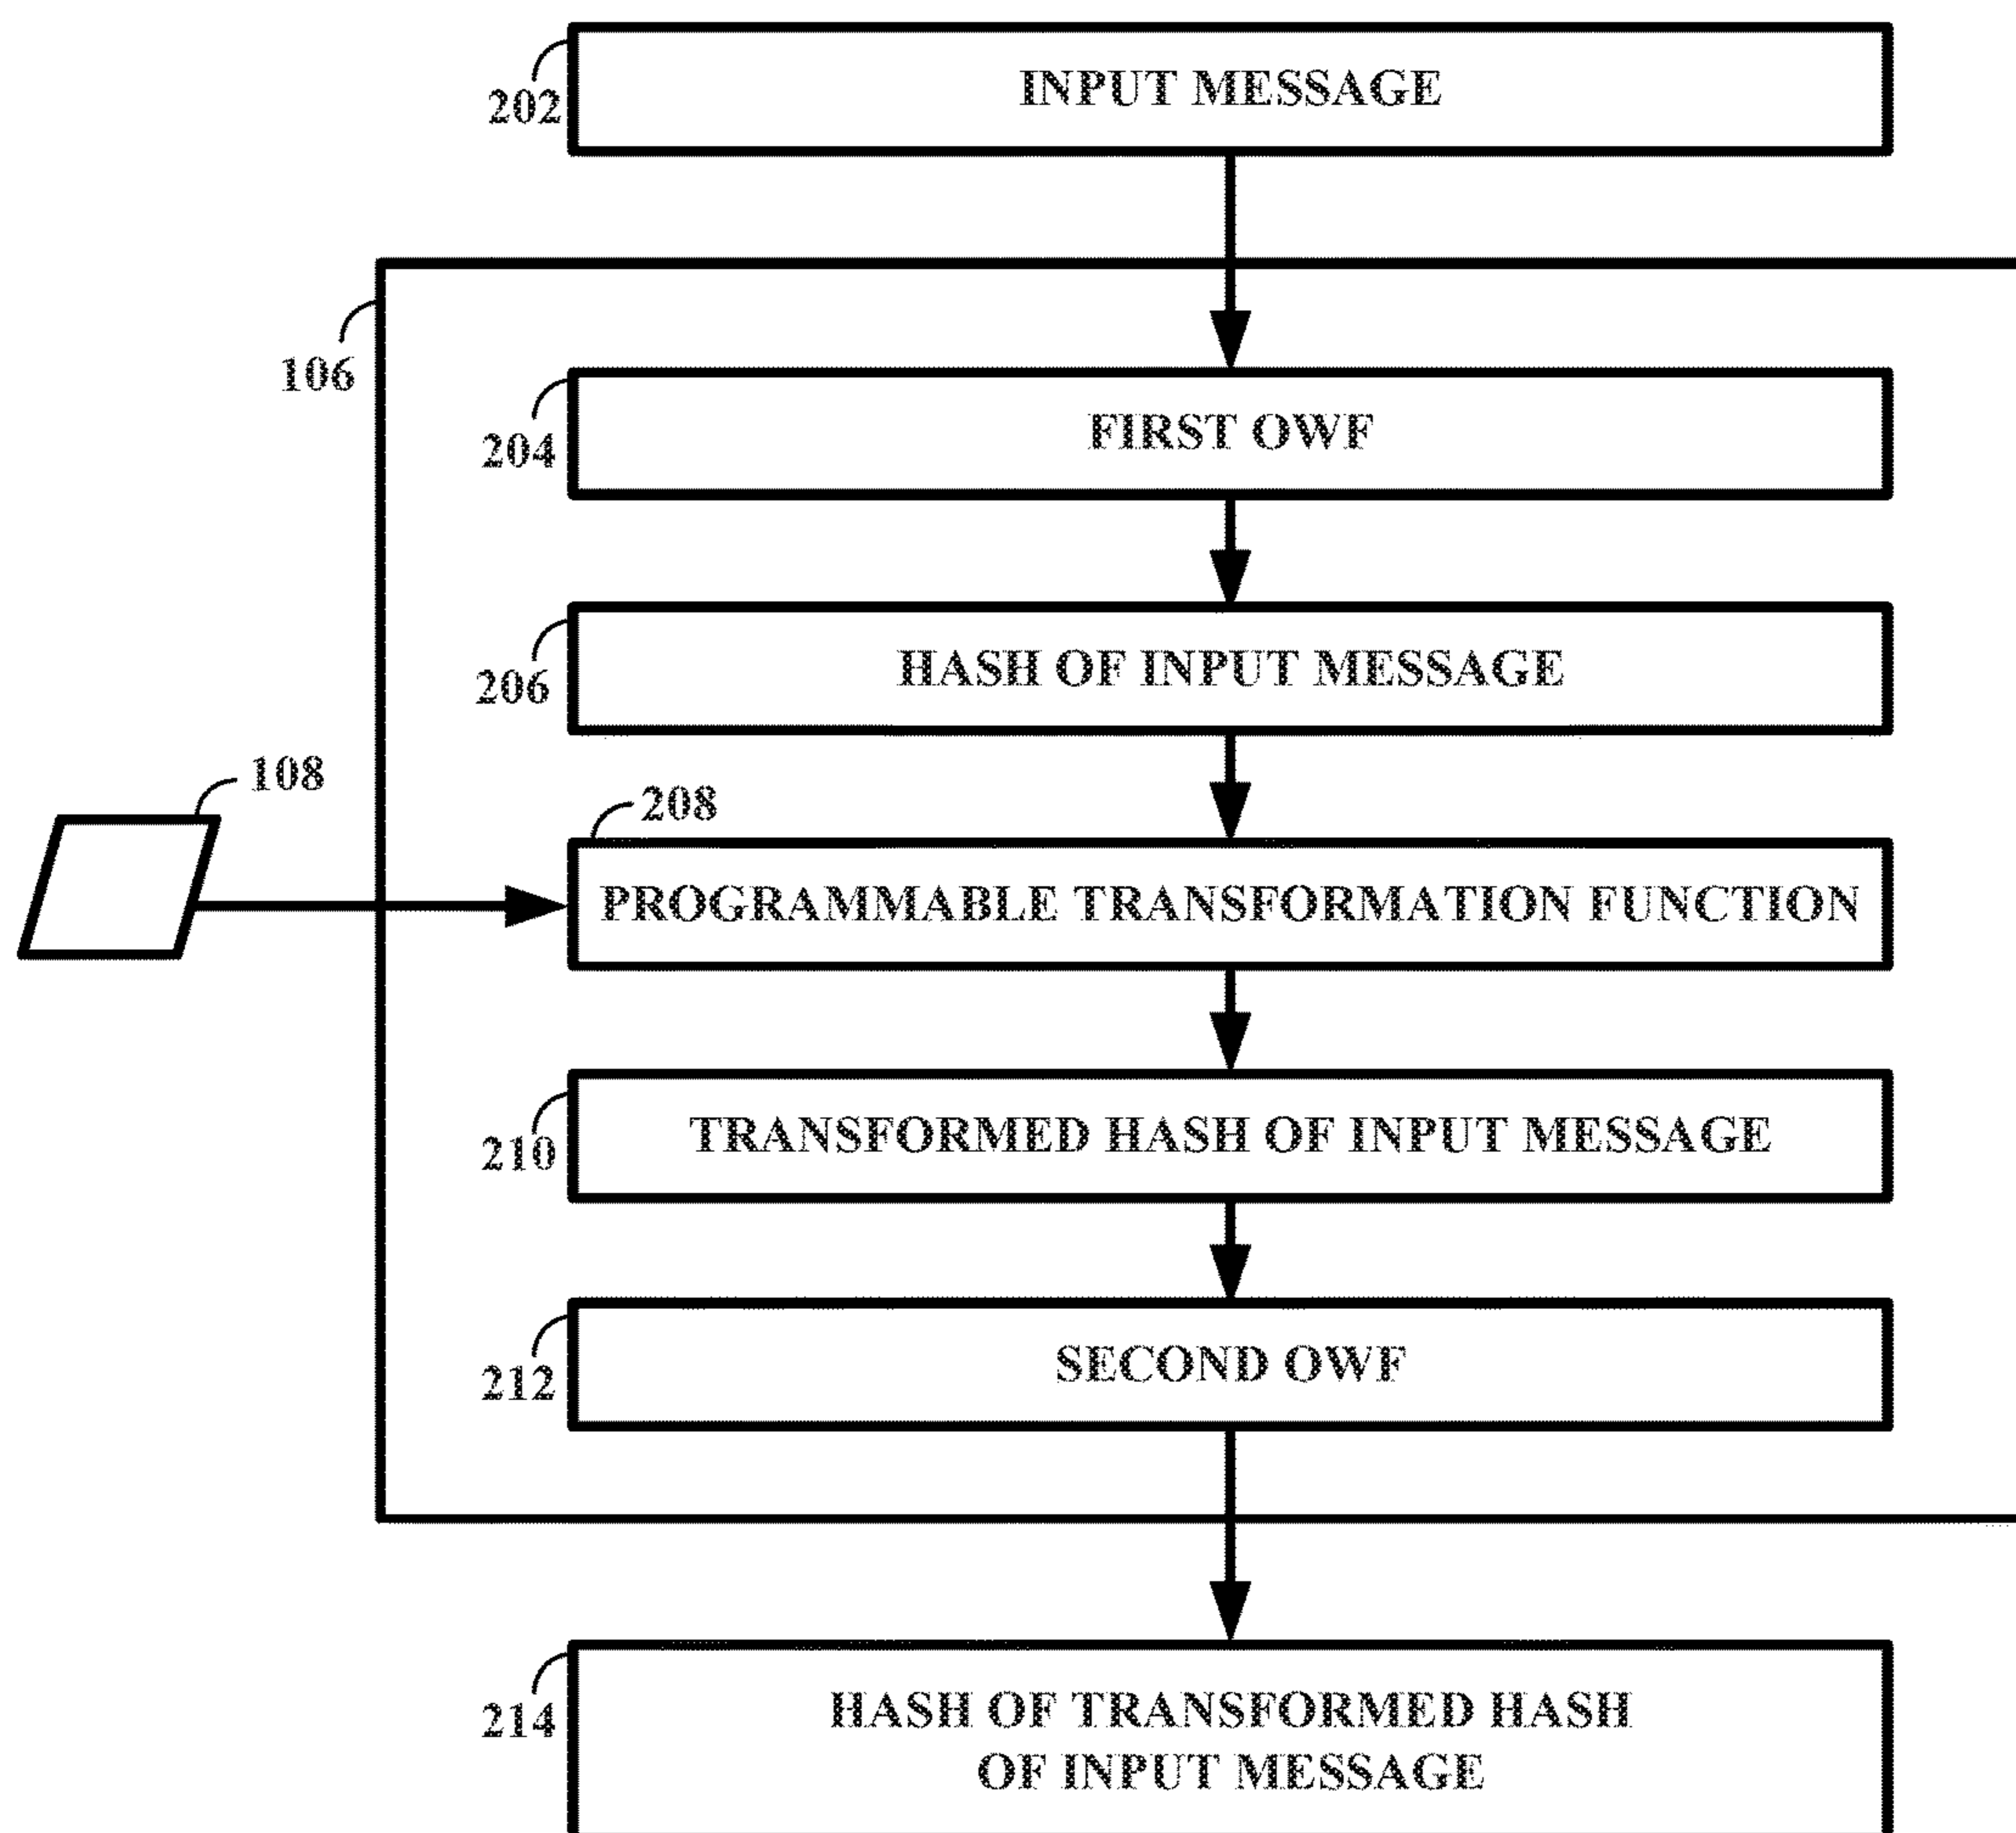 INPUT MESSAGE
202
106
FIRST OWF
204
HASH OF INPUT MESSAGE
206
108
208
PROGRAMMABLE TRANSFORMATION FUNCTION
TRANSFORMED HASH OF INPUT MESSAGE
210
SECOND OWF
212
214
HASH OF TRANSFORMED HASH
OF INPUT MESSAGE